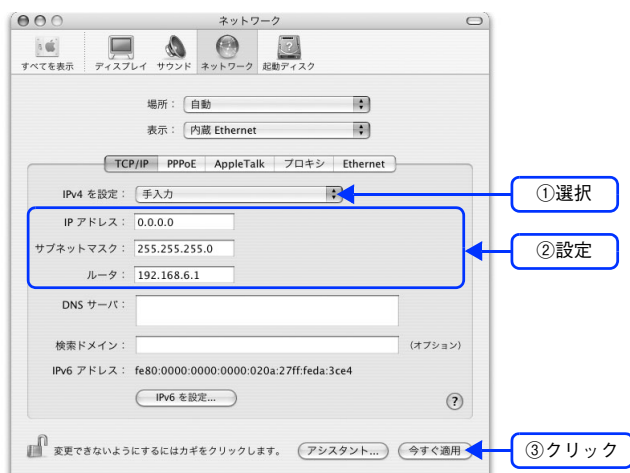 ネットワーク
すべてを表示 ディスプレイ サウンド ネットワーク 起動ディスク
場所： 自動
表示： 内蔵 Ethernet
TCP/IP PPPoE AppleTalk プロキシ Ethernet
IPv4 を設定： 手入力
①選択
IP アドレス： 0.0.0.0
サブネットマスク： 255.255.255.0
②設定
ルータ： 192.168.6.1
DNS サーバ：
検索ドメイン： (オプション)
IPv6 アドレス： fe80:0000:0000:0000:020a:27ff:feda:3ce4
IPv6 を設定... ?
変更できないようにするにはカギをクリックします。 アシスタント... 今すぐ適用
③クリック